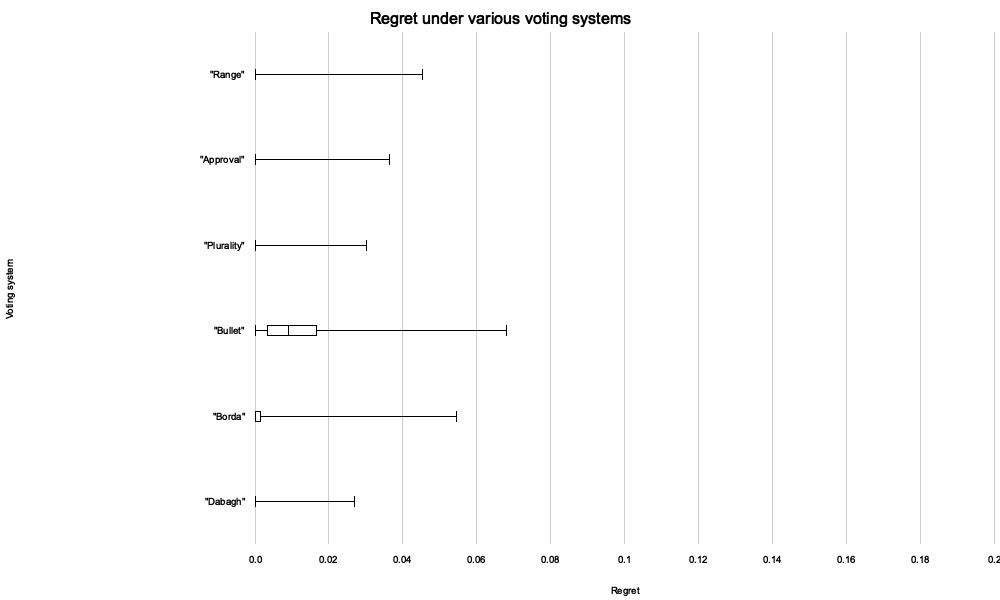 Regret under various voting systems
"Range"
"Approval"
"Plurality"
Voting system
"Bullet"
"Borda"
"Dabagh"
0.0 0.02 0.04 0.06 0.08 0.1 0.12 0.14 0.16 0.18 0.2
Regret